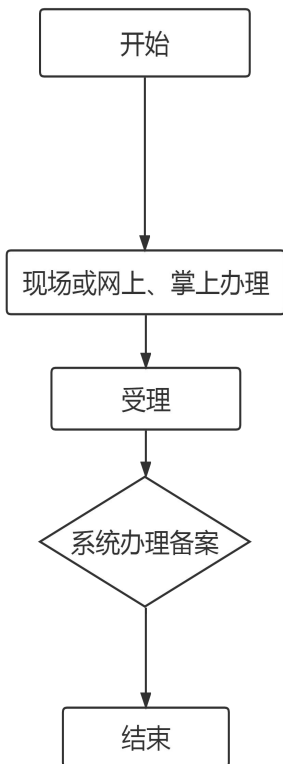 开始
现场或网上、掌上办理
受理
系统办理备案
结束